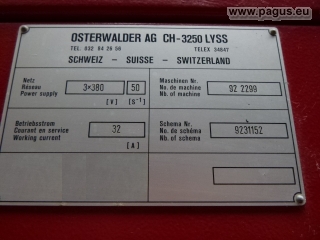 www.pagus.eu
OSTERWALDER AG CH-3250 LYSS
TEL. 032 84 26 56 TELEX 34847
SCHWEIZ - SUISSE - SWITZERLAND
Netz
Réseau
Power supply
3×380 50
[V] [S⁻¹]
Maschinen Nr.
No. de machine
Nb. of machine
92 2299
Betriebsstrom
Courant en service
Working current
32
[A]
Schema Nr.
No. de schéma
Nb. of schema
9231152